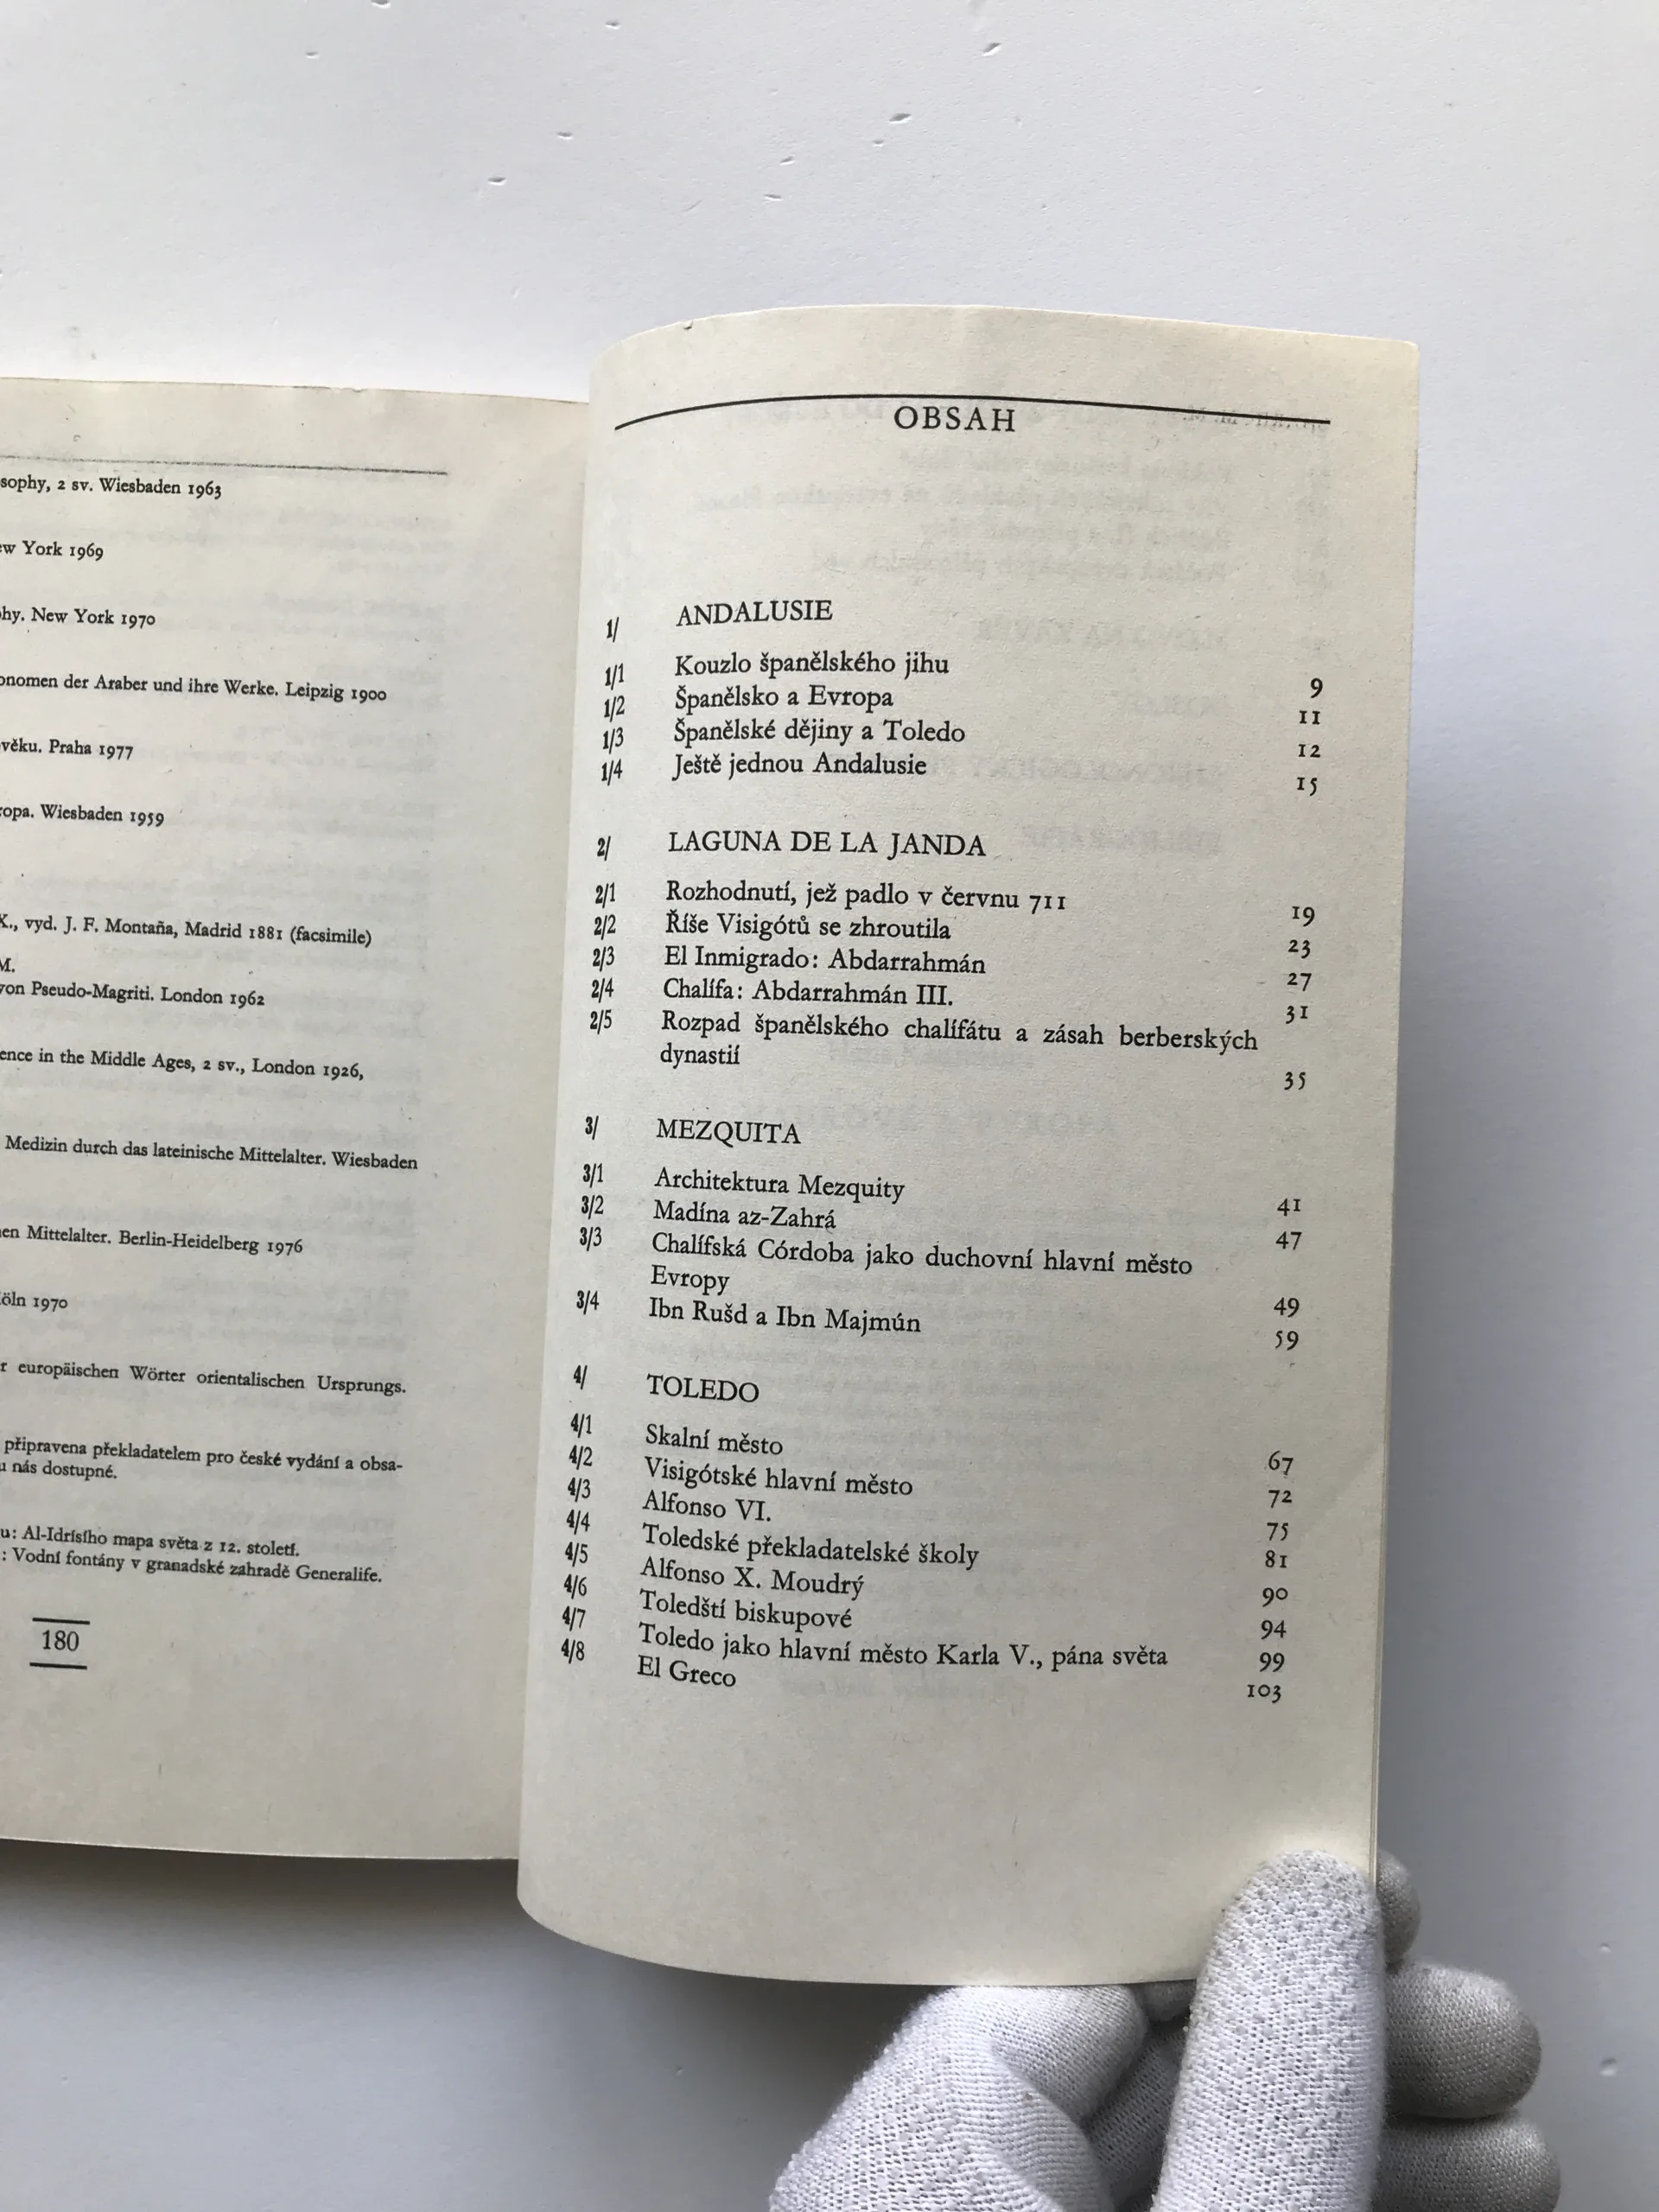 sophy, 2 sv. Wiesbaden 1963
ew York 1969
hy. New York 1970
onomen der Araber und ihre Werke. Leipzig 1900
věku. Praha 1977
ropa. Wiesbaden 1959
X., vyd. J. F. Montaña, Madrid 1881 (facsimile)
M.
von Pseudo-Magriti. London 1962
ence in the Middle Ages, 2 sv., London 1926,
Medizin durch das lateinische Mittelalter. Wiesbaden
en Mittelalter. Berlin-Heidelberg 1976
öln 1970
r europäischen Wörter orientalischen Ursprungs.
připravena překladatelem pro české vydání a obsa-
u nás dostupné.
u: Al-Idrísího mapa světa z 12. století.
: Vodní fontány v granadské zahradě Generalife.
180
OBSAH
1/ ANDALUSIE
1/1 Kouzlo španělského jihu 9
1/2 Španělsko a Evropa 11
1/3 Španělské dějiny a Toledo 12
1/4 Ještě jednou Andalusie 15
2/ LAGUNA DE LA JANDA
2/1 Rozhodnutí, jež padlo v červnu 711 19
2/2 Říše Visigótů se zhroutila 23
2/3 El Inmigrado: Abdarrahmán 27
2/4 Chalífa: Abdarrahmán III. 31
2/5 Rozpad španělského chalífátu a zásah berberských
dynastií 35
3/ MEZQUITA
3/1 Architektura Mezquity 41
3/2 Madína az-Zahrá 47
3/3 Chalífská Córdoba jako duchovní hlavní město
Evropy 49
3/4 Ibn Rušd a Ibn Majmún 59
4/ TOLEDO
4/1 Skalní město 67
4/2 Visigótské hlavní město 72
4/3 Alfonso VI. 75
4/4 Toledské překladatelské školy 81
4/5 Alfonso X. Moudrý 90
4/6 Toledští biskupové 94
4/7 Toledo jako hlavní město Karla V., pána světa 99
4/8 El Greco 103